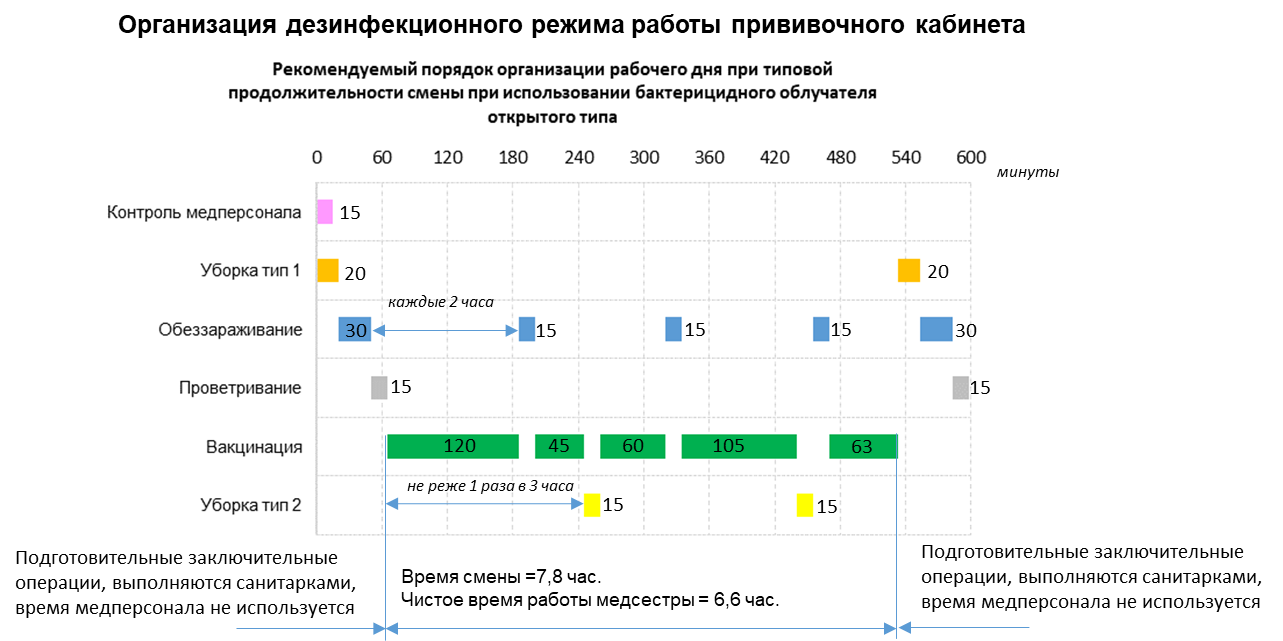 Организация дезинфекционного режима работы прививочного кабинета
Рекомендуемый порядок организации рабочего дня при типовой
продолжительности смены при использовании бактерицидного облучателя
открытого типа
0 60 120 180 240 300 360 420 480 540 600
минуты
Контроль медперсонала 15
Уборка тип 1 20 20
каждые 2 часа
Обеззараживание 30 15 15 15 30
Проветривание 15 15
Вакцинация 120 45 60 105 63
не реже 1 раза в 3 часа
Уборка тип 2 15 15
Подготовительные заключительные
операции, выполняются санитарками,
время медперсонала не используется
Время смены =7,8 час.
Чистое время работы медсестры = 6,6 час.
Подготовительные заключительные
операции, выполняются санитарками,
время медперсонала не используется